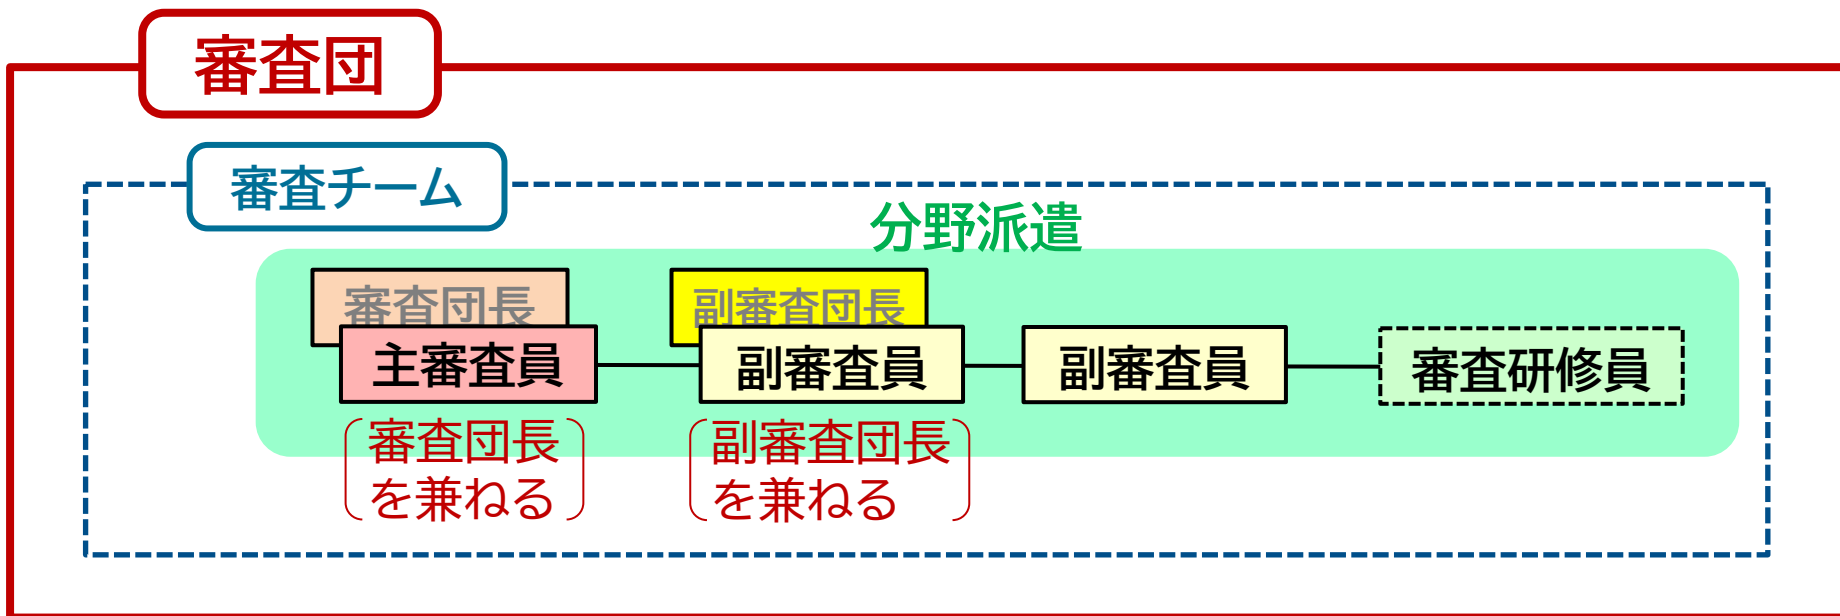 審査団
審査チーム
分野派遣
審査団長
副審査団長
主審査員
副審査員
副審査員
審査研修員
審査団長
を兼ねる
副審査団長
を兼ねる